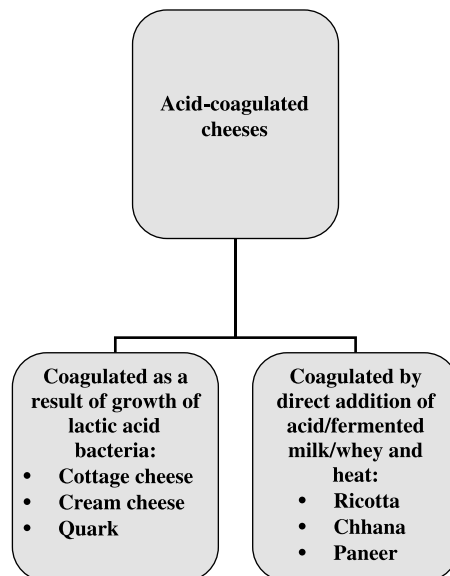 Acid-coagulated
cheeses
Coagulated as a
result of growth of
lactic acid
bacteria:
• Cottage cheese
• Cream cheese
• Quark
Coagulated by
direct addition of
acid/fermented
milk/whey and
heat:
• Ricotta
• Chhana
• Paneer